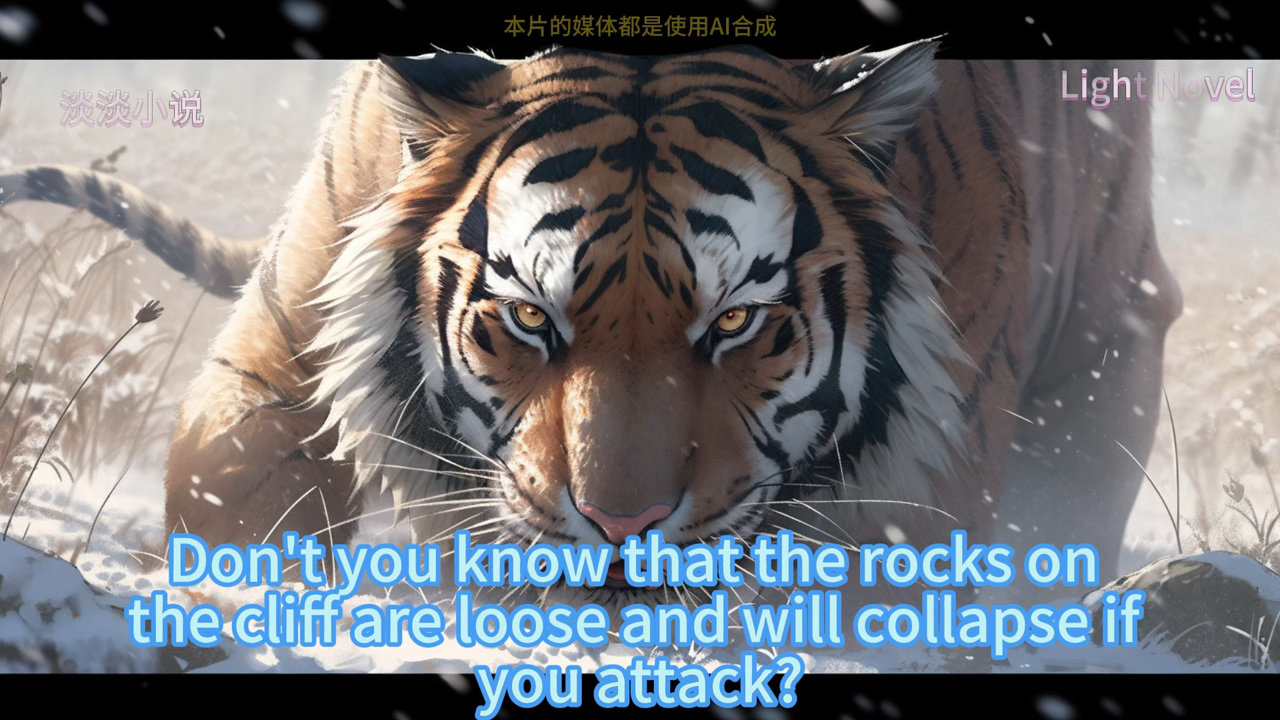 本片的媒体都是使用AI合成
淡淡小说
Light Novel
Don't you know that the rocks on
the cliff are loose and will collapse if
you attack?